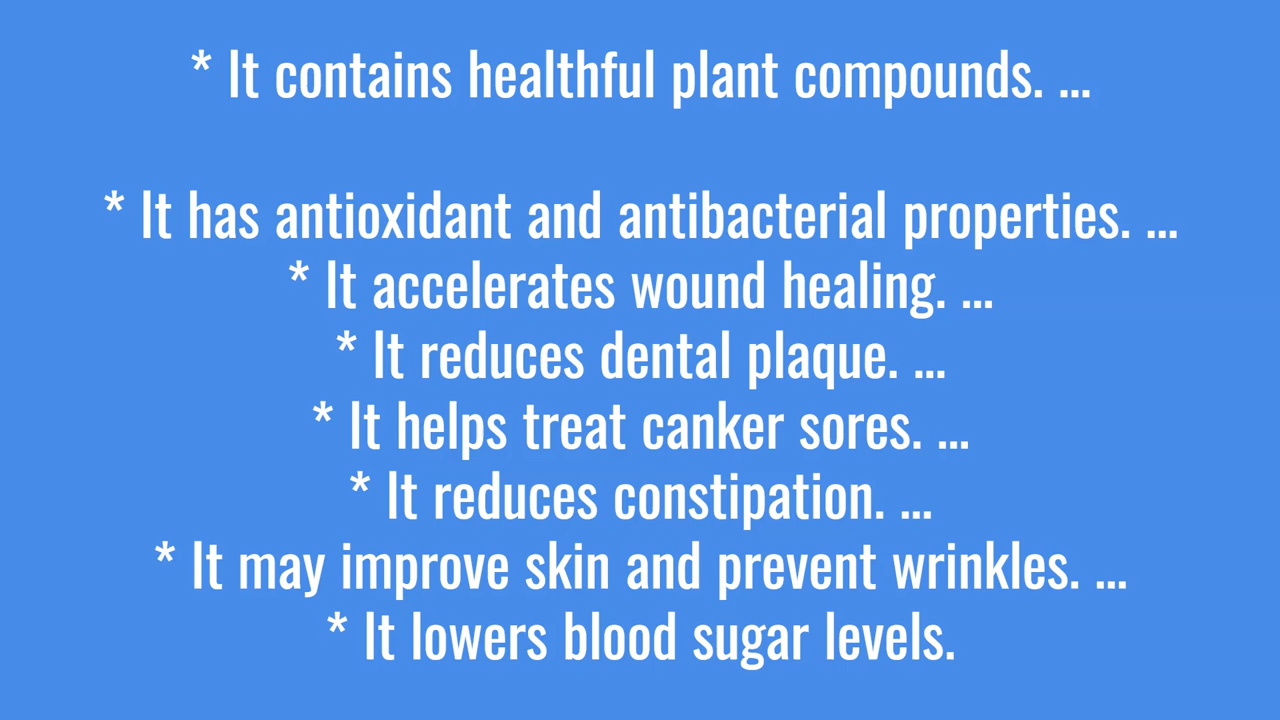 * It contains healthful plant compounds. ...
* It has antioxidant and antibacterial properties. ...
* It accelerates wound healing. ...
* It reduces dental plaque. ...
* It helps treat canker sores. ...
* It reduces constipation. ...
* It may improve skin and prevent wrinkles. ...
* It lowers blood sugar levels.